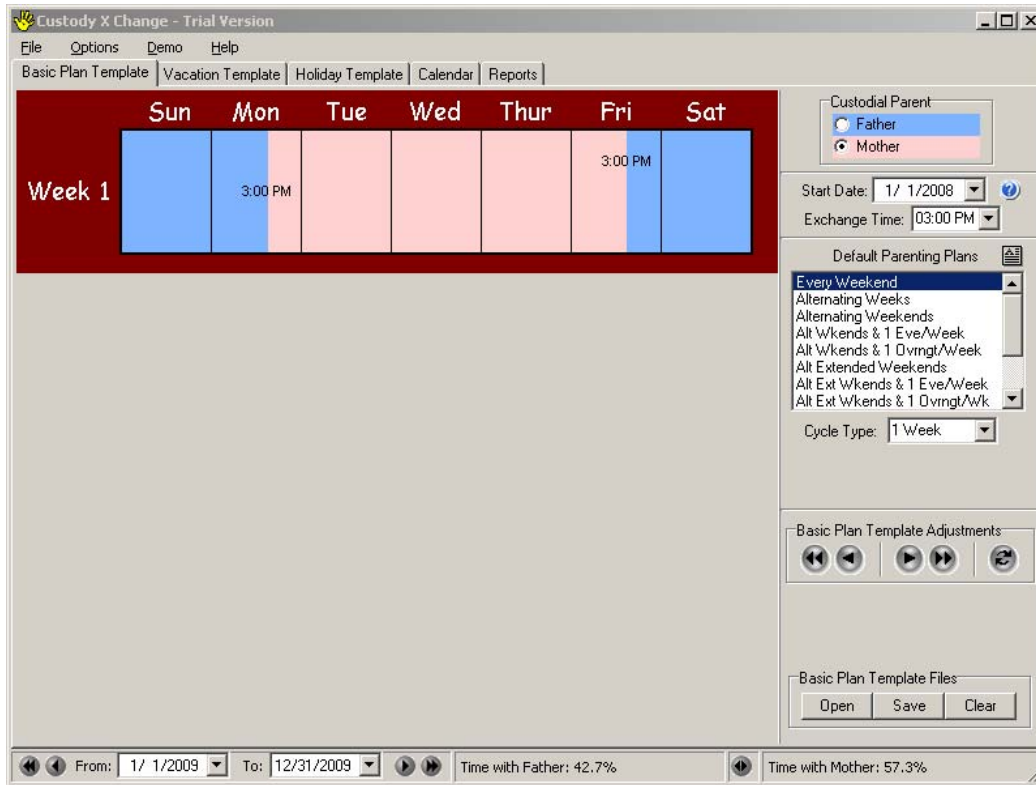 Custody X Change - Trial Version
File Options Demo Help
Basic Plan Template Vacation Template Holiday Template Calendar Reports
Sun Mon Tue Wed Thur Fri Sat
Week 1
3:00 PM
3:00 PM
Custodial Parent
Father
Mother
Start Date: 1/ 1/2008
Exchange Time: 03:00 PM
Default Parenting Plans
Every Weekend
Alternating Weeks
Alternating Weekends
Alt Wkends & 1 Eve/Week
Alt Wkends & 1 Ovrngt/Week
Alt Extended Weekends
Alt Ext Wkends & 1 Eve/Week
Alt Ext Wkends & 1 Ovrngt/Wk
Cycle Type: 1 Week
Basic Plan Template Adjustments
Basic Plan Template Files
Open Save Clear
From: 1/ 1/2009 To: 12/31/2009 Time with Father: 42.7% Time with Mother: 57.3%